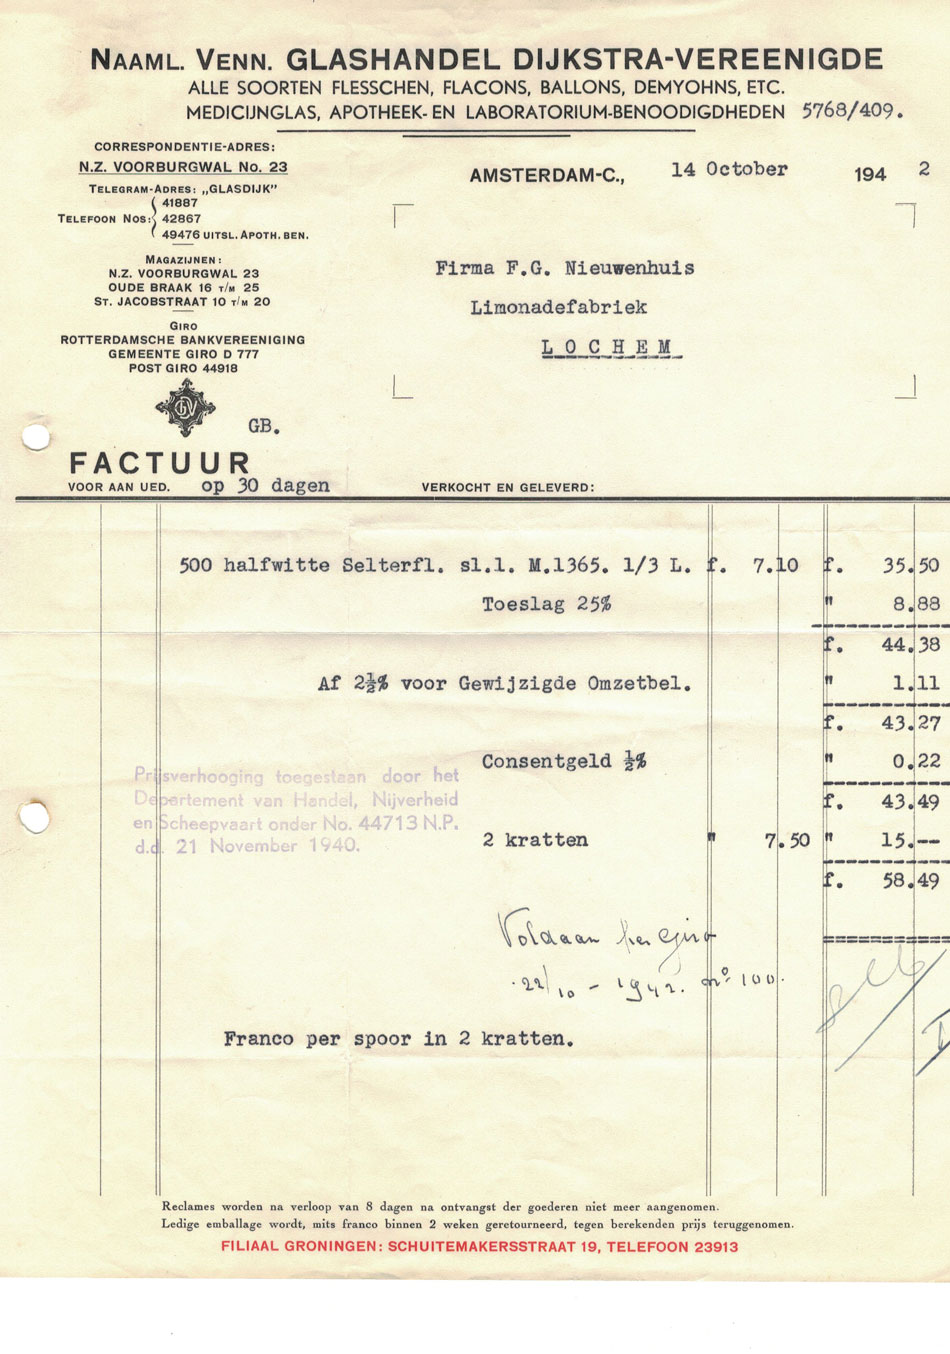 NAAML. VENN. GLASHANDEL DIJKSTRA-VEREENIGDE
ALLE SOORTEN FLESSCHEN, FLACONS, BALLONS, DEMYOHNS, ETC.
MEDICIJNGLAS, APOTHEEK- EN LABORATORIUM-BENOODIGDHEDEN 5768/409.
CORRESPONDENTIE-ADRES:
N.Z. VOORBURGWAL No. 23
TELEGRAM-ADRES: „GLASDIJK”
TELEFOON NOS:
41887
42867
49476 UITSL. APOTH. BEN.
MAGAZIJNEN:
N.Z. VOORBURGWAL 23
OUDE BRAAK 16 T/M 25
ST. JACOBSTRAAT 10 T/M 20
GIRO
ROTTERDAMSCHE BANKVEREENIGING
GEMEENTE GIRO D 777
POST GIRO 44918
AMSTERDAM-C., 14 October 1942
Firma F.G. Nieuwenhuis
Limonadefabriek
LOCHEM
GB.
FACTUUR
VOOR AAN UED. op 30 dagen VERKOCHT EN GELEVERD:
500 halfwitte Selterfl. sl.l. M.1365. 1/3 L. f. 7.10 f. 35.50
Toeslag 25% " 8.88
f. 44.38
Af 2½% voor Gewijzigde Omzetbel. " 1.11
f. 43.27
Consentgeld ½% " 0.22
f. 43.49
2 kratten " 7.50 " 15.--
f. 58.49
Prijsverhooging toegestaan door het
Departement van Handel, Nijverheid
en Scheepvaart onder No. 44713 N.P.
d.d. 21 November 1940.
Voldaan per Giro
22/10 - 1942. no 100.
Franco per spoor in 2 kratten.
Reclames worden na verloop van 8 dagen na ontvangst der goederen niet meer aangenomen.
Ledige emballage wordt, mits franco binnen 2 weken geretourneerd, tegen berekenden prijs teruggenomen.
FILIAAL GRONINGEN: SCHUITEMAKERSSTRAAT 19, TELEFOON 23913